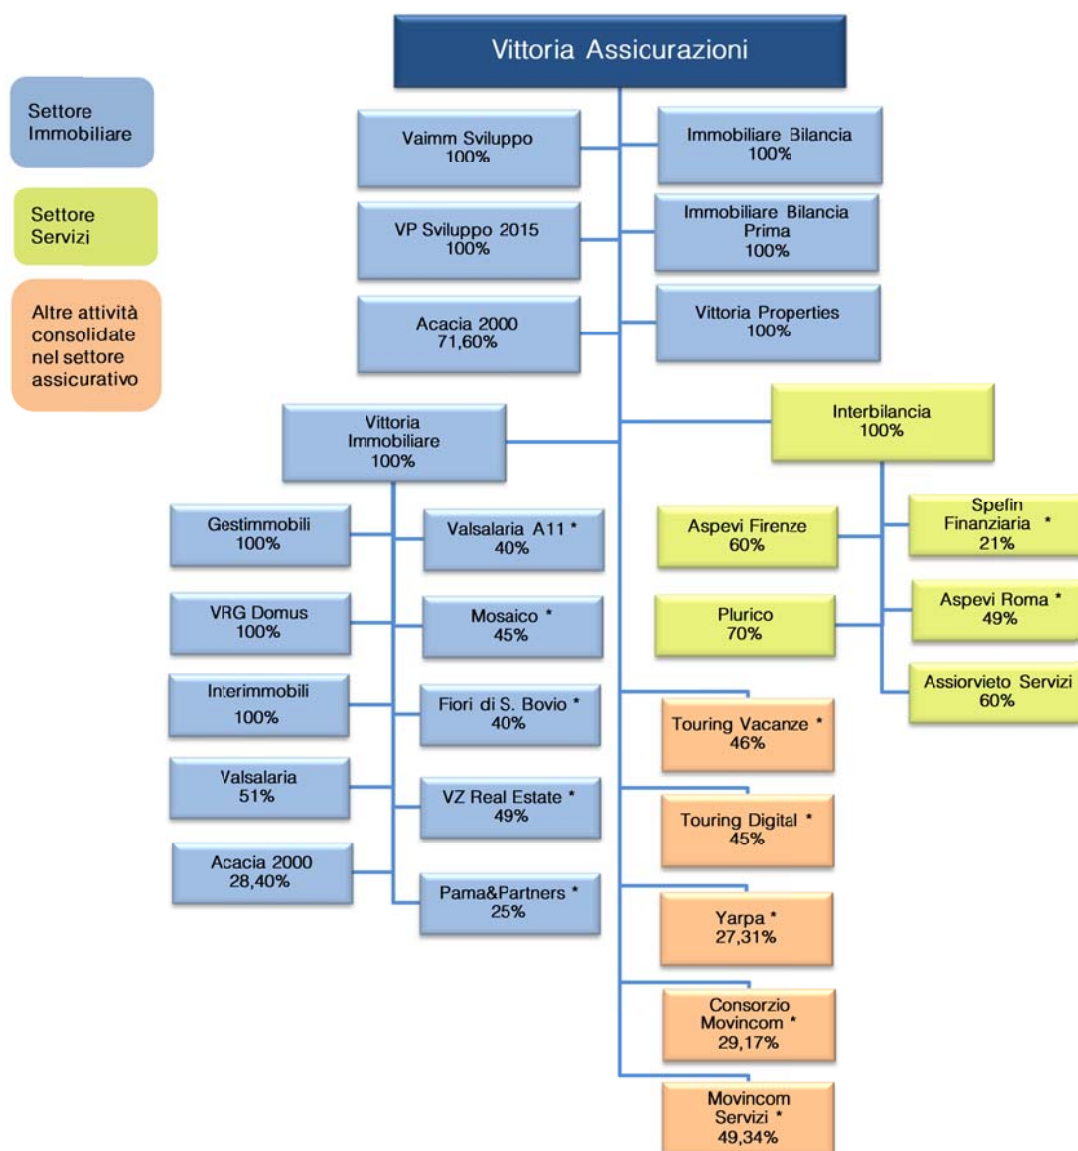 Vittoria Assicurazioni
Settore
Immobiliare
Settore
Servizi
Altre attività
consolidate
nel settore
assicurativo
Vaimm Sviluppo
100%
Immobiliare Bilancia
100%
VP Sviluppo 2015
100%
Immobiliare Bilancia
Prima
100%
Acacia 2000
71,60%
Vittoria Properties
100%
Vittoria
Immobiliare
100%
Interbilancia
100%
Gestimmobili
100%
Valsalaria A11 *
40%
VRG Domus
100%
Mosaico *
45%
Interimmobili
100%
Fiori di S. Bovio *
40%
Valsalaria
51%
VZ Real Estate *
49%
Acacia 2000
28,40%
Pama&Partners *
25%
Aspevi Firenze
60%
Spefin
Finanziaria *
21%
Plurico
70%
Aspevi Roma *
49%
Assiorvieto Servizi
60%
Touring Vacanze *
46%
Touring Digital *
45%
Yarpa *
27,31%
Consorzio
Movincom *
29,17%
Movincom
Servizi *
49,34%